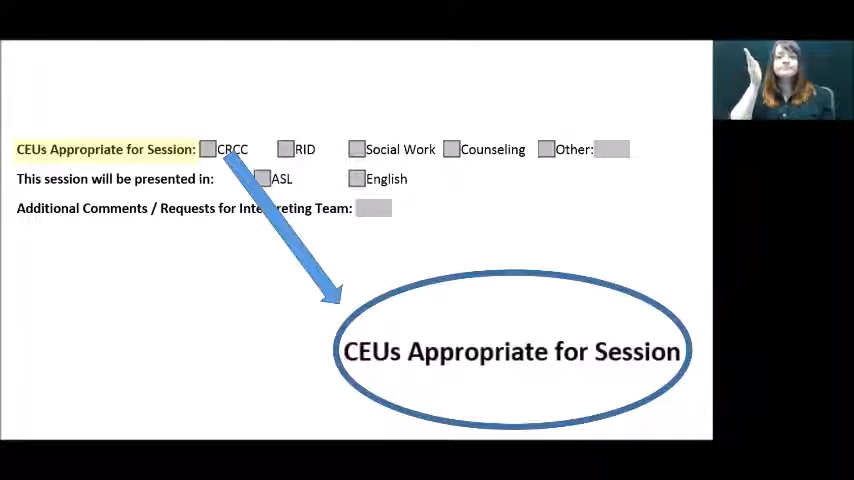 CEUs Appropriate for Session: CRCC RID Social Work Counseling Other:
This session will be presented in: ASL English
Additional Comments / Requests for Interpreting Team:
CEUs Appropriate for Session